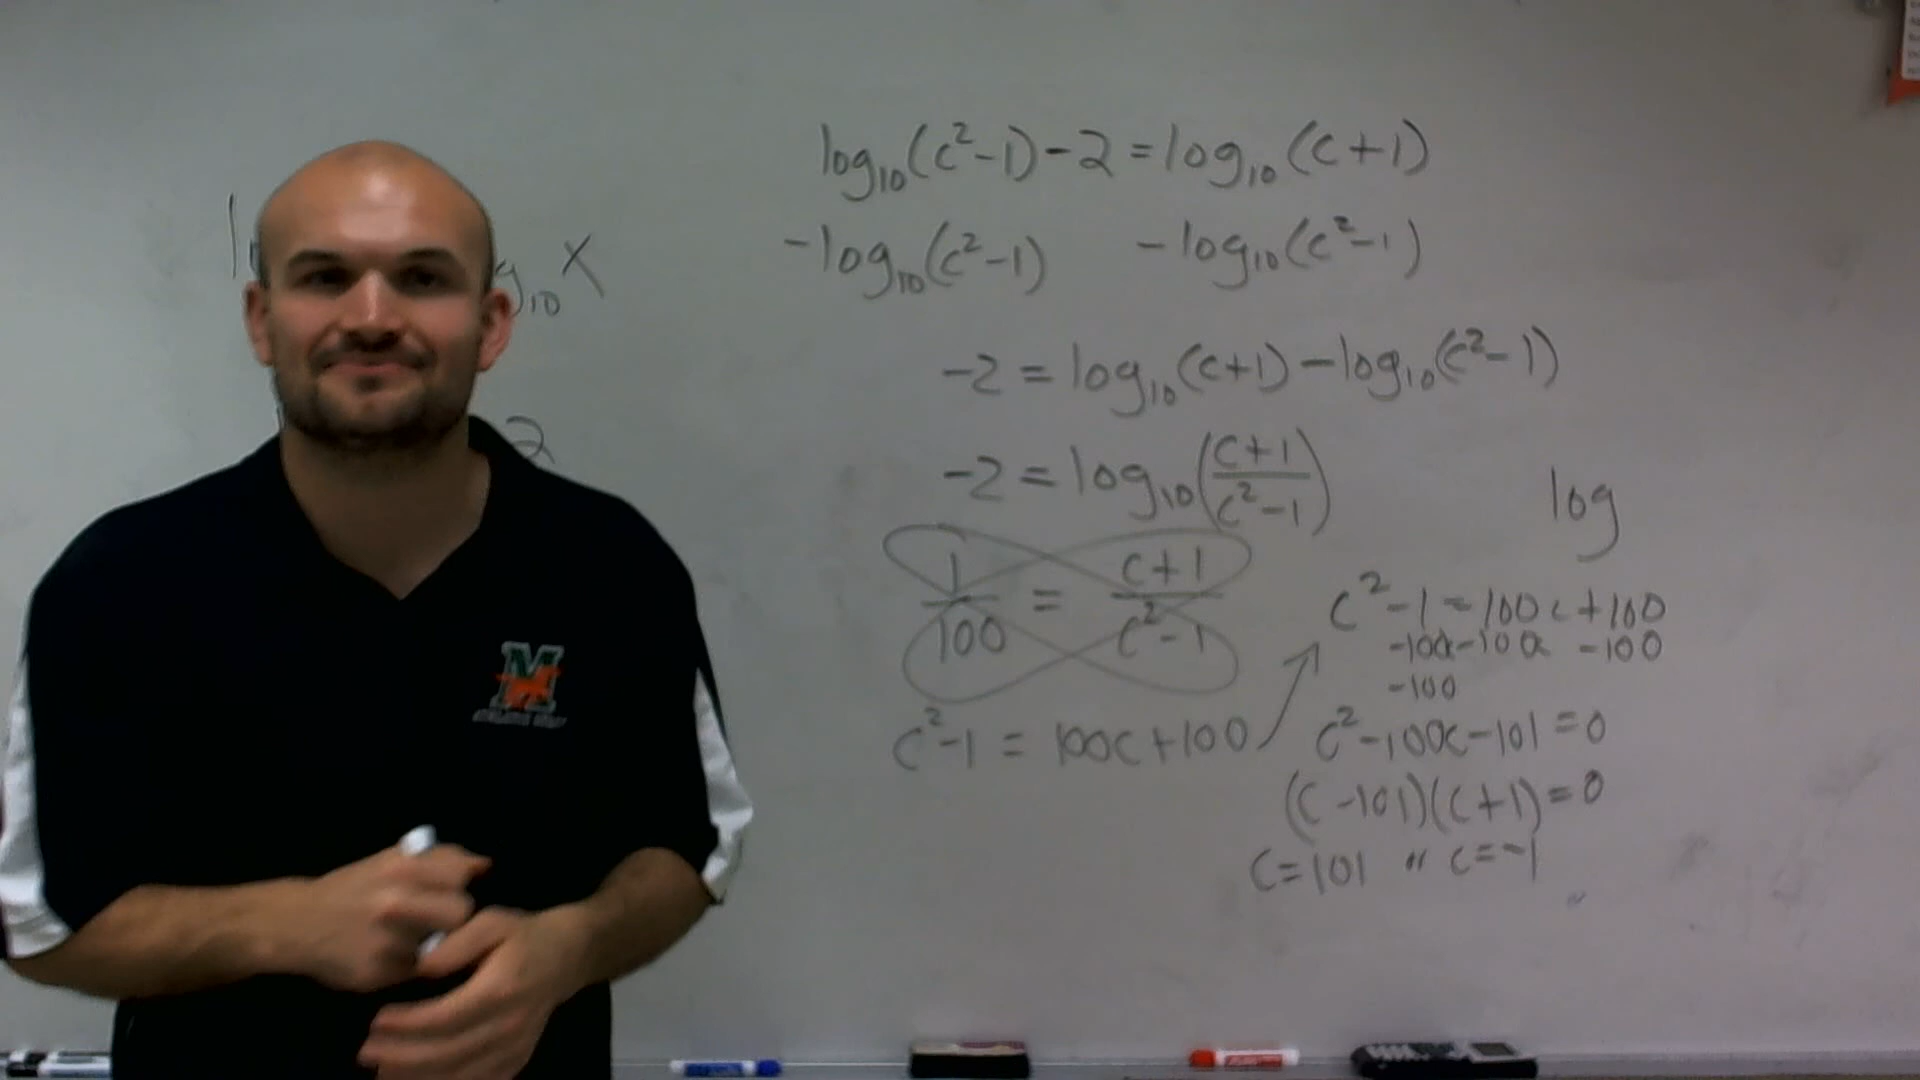 log₁₀(c²-1)-2=log₁₀(c+1)
-log₁₀(c²-1) -log₁₀(c²-1)
-2=log₁₀(c+1)-log₁₀(c²-1)
-2=log₁₀((c+1)/(c²-1))
1/100 = (c+1)/(c²-1)
c²-1=100c+100
log
c²-1=100c+100
-100c-100c -100
-100
c²-100c-101=0
(c-101)(c+1)=0
c=101 or c=-1
₁₀x
2
M